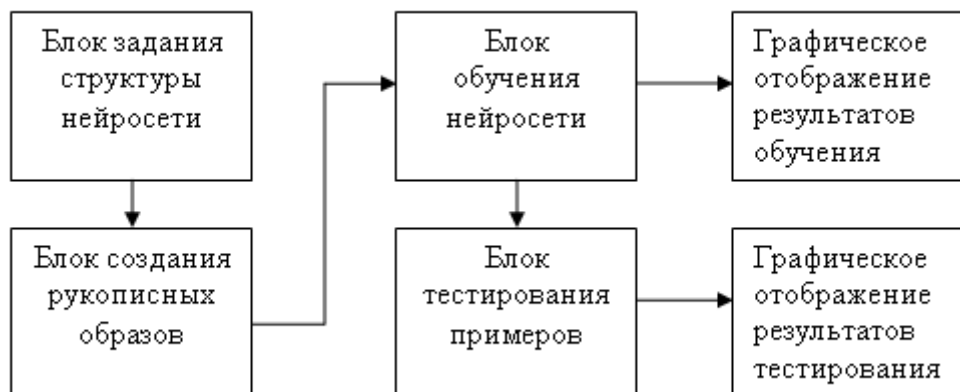 Блок задания
структуры
нейросети
Блок создания
рукописных
образов
Блок
обучения
нейросети
Блок
тестирования
примеров
Графическое
отображение
результатов
обучения
Графическое
отображение
результатов
тестирования